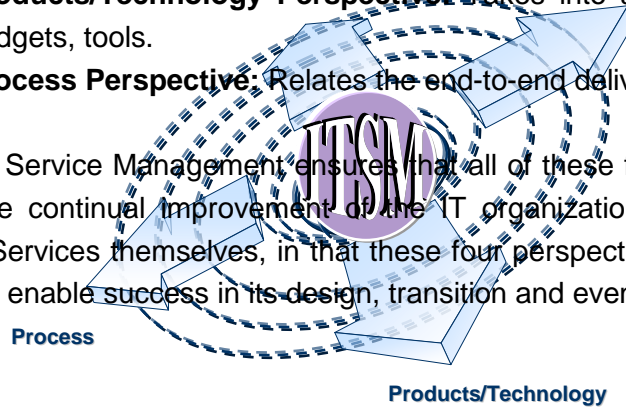 Products/Technology Perspective: Takes into
dgets, tools.
ocess Perspective: Relates the end-to-end deliv
ITSM
Service Management ensures that all of these f
e continual improvement of the IT organizatio
Services themselves, in that these four perspect
enable success in its design, transition and ever
Process
Products/Technology